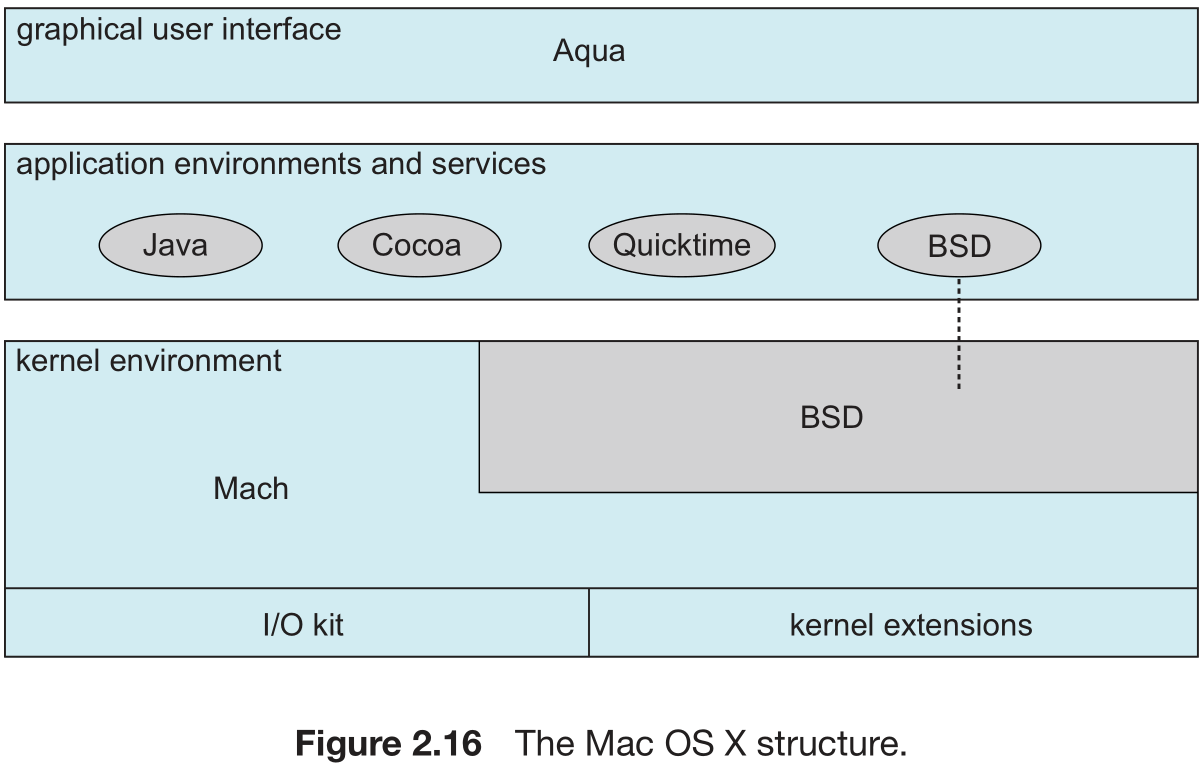 graphical user interface
Aqua
application environments and services
Java
Cocoa
Quicktime
BSD
kernel environment
BSD
Mach
I/O kit
kernel extensions
Figure 2.16 The Mac OS X structure.